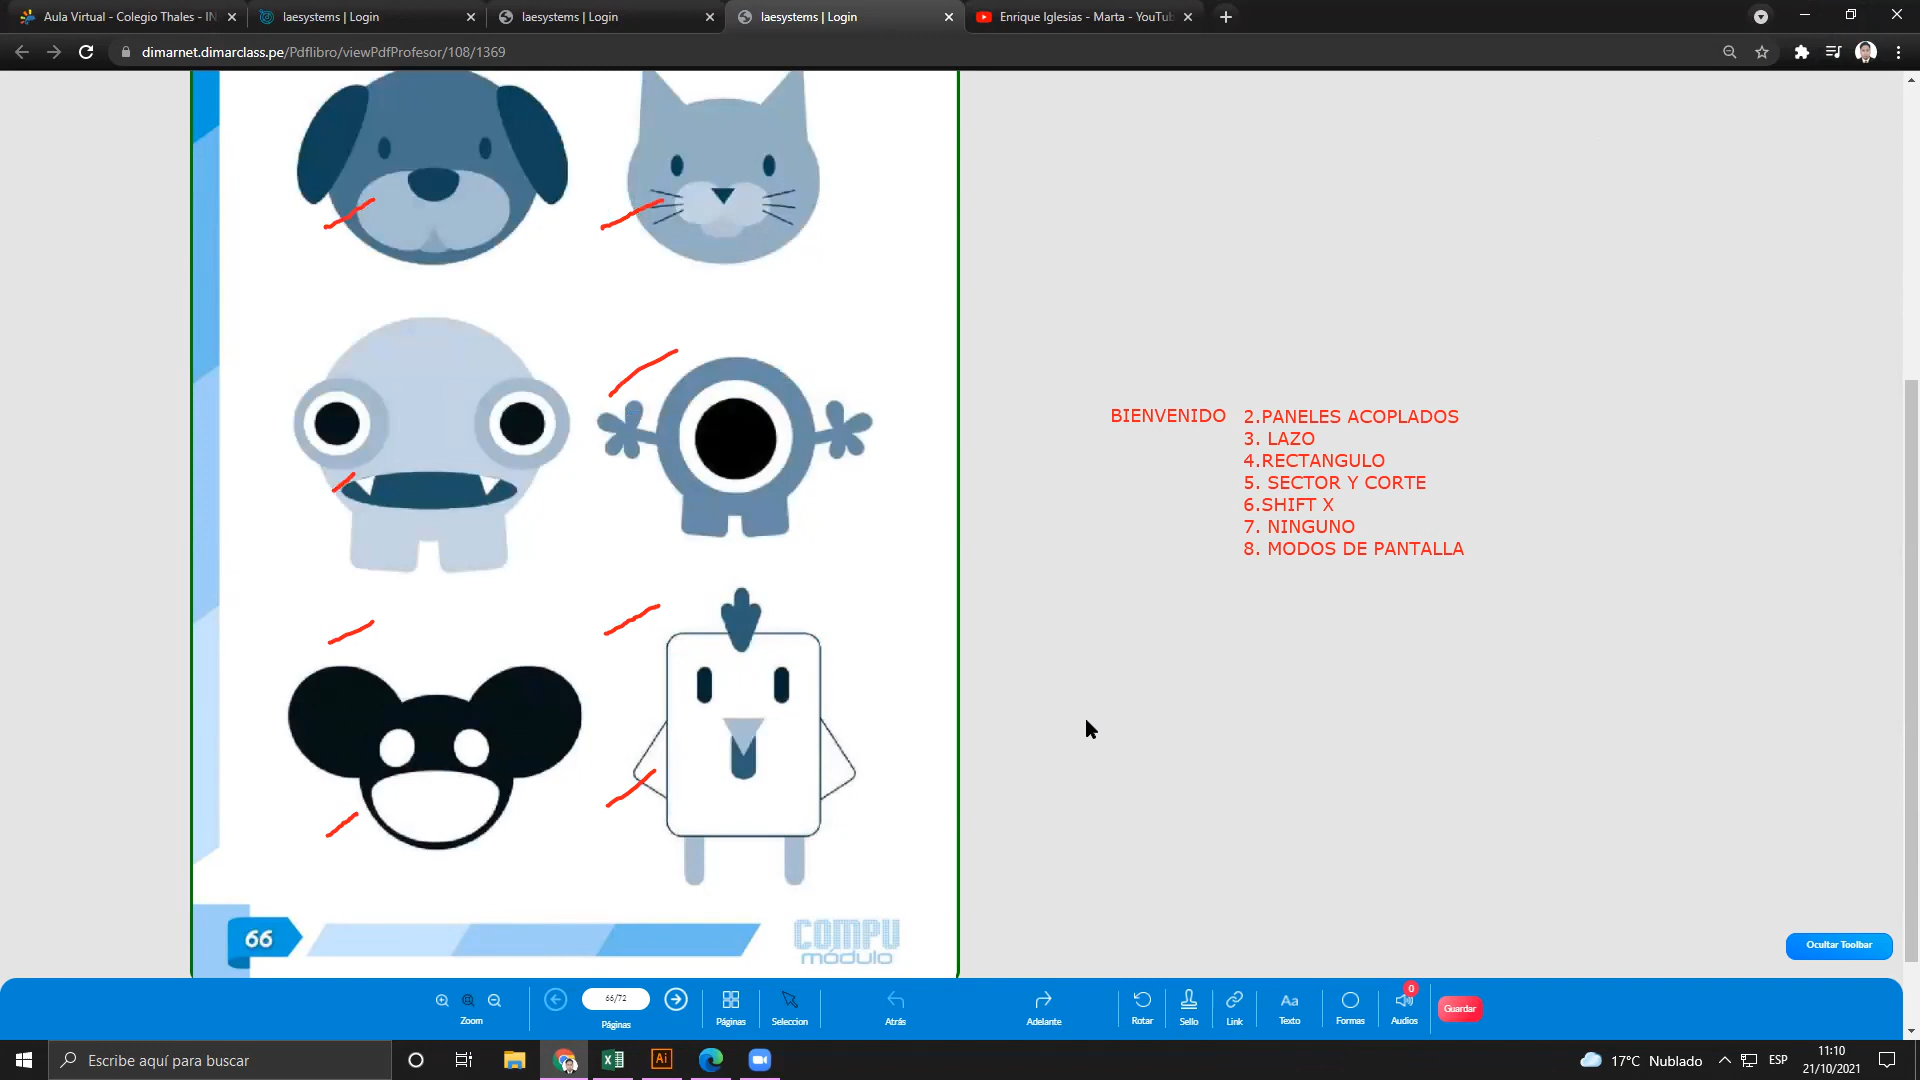 Aula Virtual - Colegio Thales - IN
laesystems | Login
laesystems | Login
laesystems | Login
Enrique Iglesias - Marta - YouTub
dimarnet.dimarclass.pe/Pdflibro/viewPdfProfesor/108/1369
BIENVENIDO
2.PANELES ACOPLADOS
3. LAZO
4.RECTANGULO
5. SECTOR Y CORTE
6.SHIFT X
7. NINGUNO
8. MODOS DE PANTALLA
66
COMPU
módulo
Ocultar Toolbar
Zoom
66/72
Páginas
Páginas
Seleccion
Atrás
Adelante
Rotar
Sello
Link
Aa
Texto
Formas
0
Audios
Guardar
Escribe aquí para buscar
Ai
17°C Nublado
ESP
11:10
21/10/2021